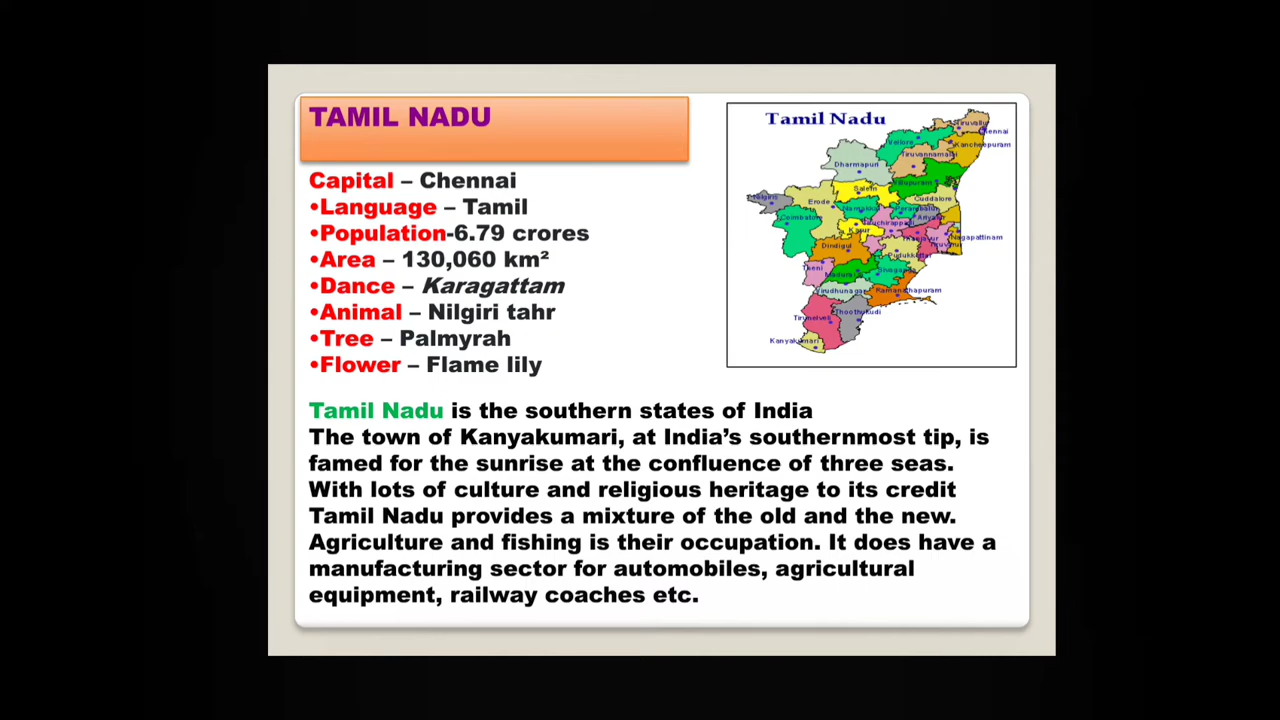 TAMIL NADU
Capital – Chennai
•Language – Tamil
•Population-6.79 crores
•Area – 130,060 km²
•Dance – Karagattam
•Animal – Nilgiri tahr
•Tree – Palmyrah
•Flower – Flame lily
Tamil Nadu is the southern states of India
The town of Kanyakumari, at India’s southernmost tip, is
famed for the sunrise at the confluence of three seas.
With lots of culture and religious heritage to its credit
Tamil Nadu provides a mixture of the old and the new.
Agriculture and fishing is their occupation. It does have a
manufacturing sector for automobiles, agricultural
equipment, railway coaches etc.
Tamil Nadu
Chennai
Kancheepuram
Vellore
Tiruvannamalai
Dharmapuri
Salem
Cuddalore
Erode
Namakkal
Nilgiris
Karur
Nagapattinam
Dindigul
Theni
Madurai
Virudhunagar
Thoothukudi
Kanyakumari